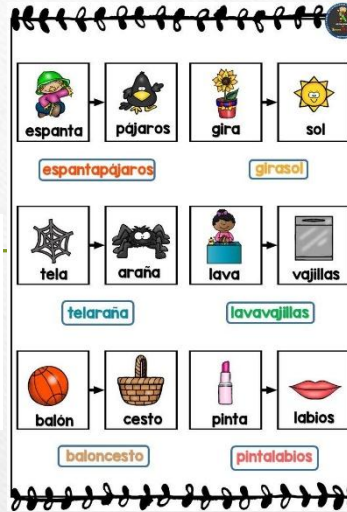 espanta pájaros gira sol
espantapájaros girasol
tela araña lava vajillas
telaraña lavavajillas
balón cesto pinta labios
baloncesto pintalabios